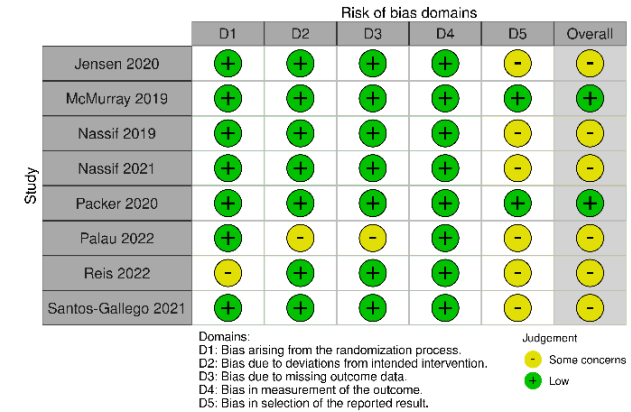 Risk of bias domains
D1 D2 D3 D4 D5 Overall
Jensen 2020 + + + + - -
McMurray 2019 + + + + + +
Nassif 2019 + + + + - -
Nassif 2021 + + + + - -
Packer 2020 + + + + + +
Palau 2022 + - - + - -
Reis 2022 - + + + - -
Santos-Gallego 2021 + + + + - -
Study
Domains:
D1: Bias arising from the randomization process.
D2: Bias due to deviations from intended intervention.
D3: Bias due to missing outcome data.
D4: Bias in measurement of the outcome.
D5: Bias in selection of the reported result.
Judgement
- Some concerns
+ Low